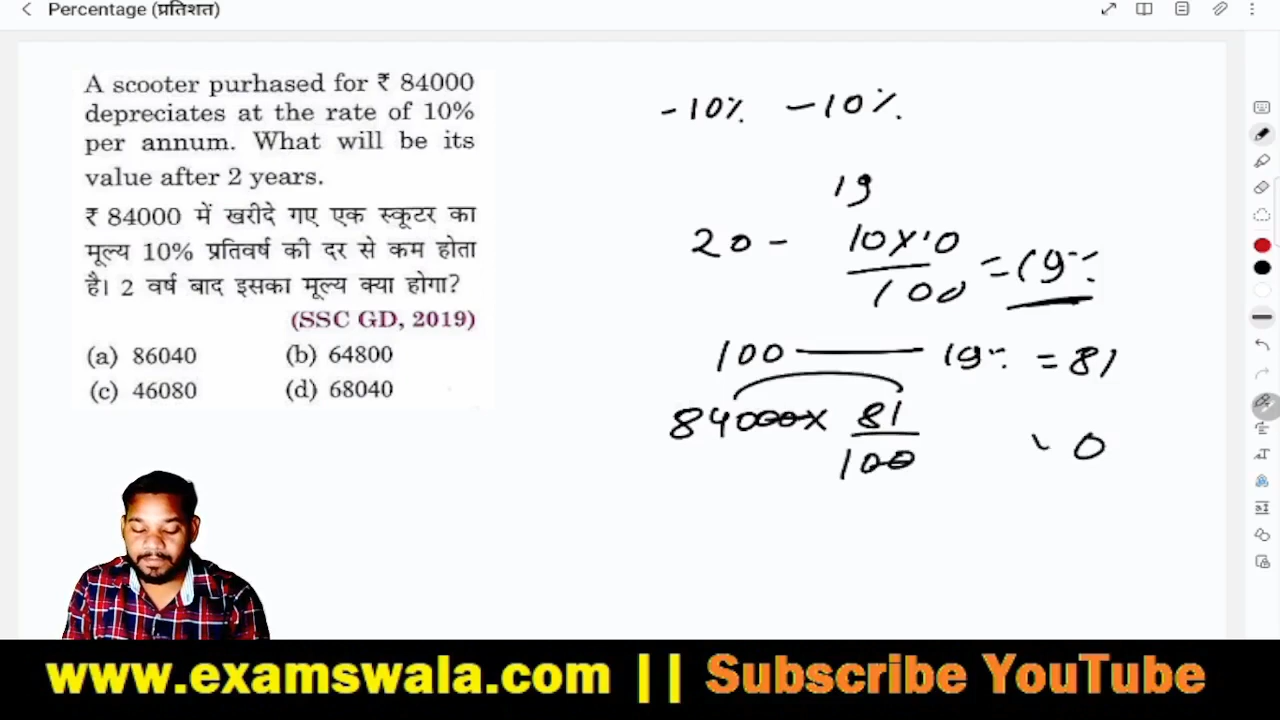 Percentage (प्रतिशत)
A scooter purhased for ₹ 84000
depreciates at the rate of 10%
per annum. What will be its
value after 2 years.
₹ 84000 में खरीदे गए एक स्कूटर का
मूल्य 10% प्रतिवर्ष की दर से कम होता
है। 2 वर्ष बाद इसका मूल्य क्या होगा?
(SSC GD, 2019)
(a) 86040 (b) 64800
(c) 46080 (d) 68040
-10% -10%
19
20 - 10×10
100
= 19%
100 — 19% = 81
84000× 81
100
0
www.examswala.com || Subscribe YouTube